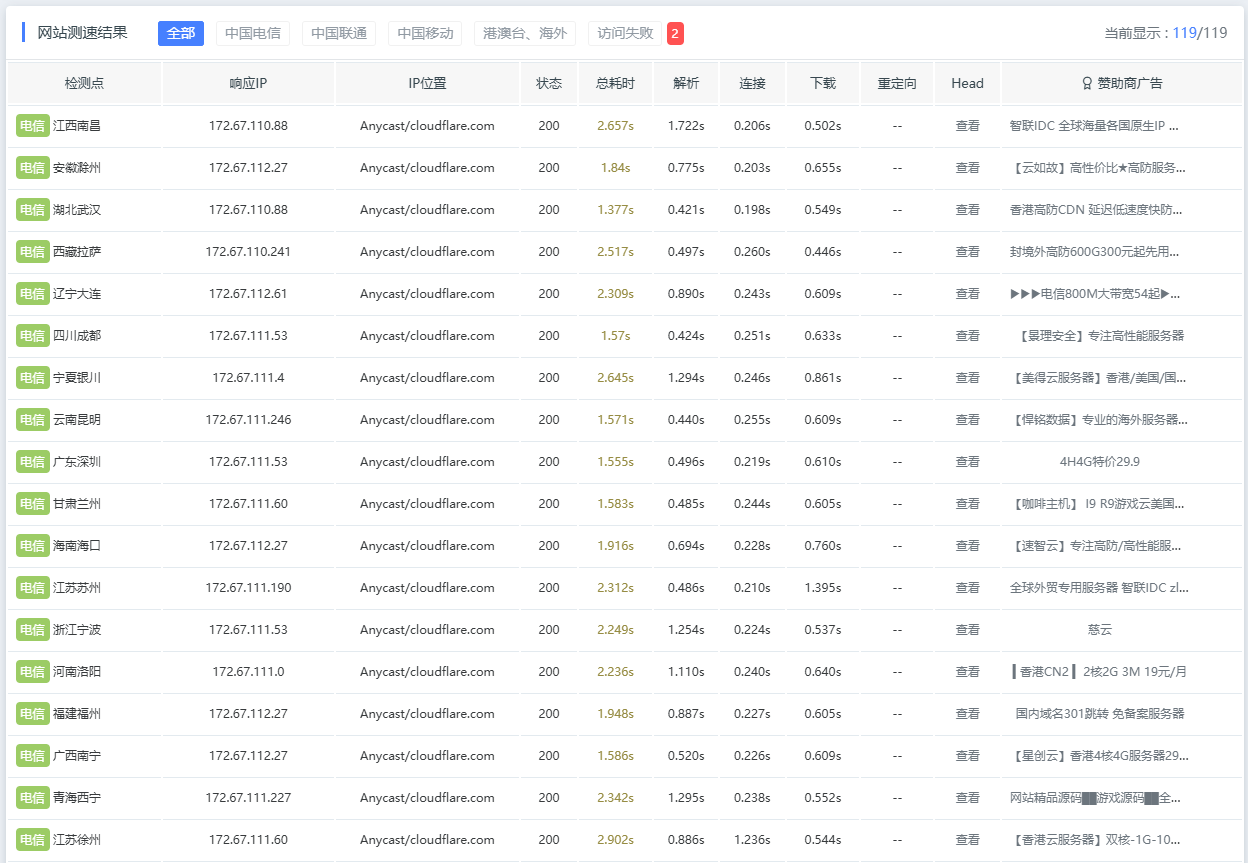 网站测速结果 全部 中国电信 中国联通 中国移动 港澳台、海外 访问失败 2 当前显示 : 119/119
检测点 响应IP IP位置 状态 总耗时 解析 连接 下载 重定向 Head 赞助商广告
电信 江西南昌 172.67.110.88 Anycast/cloudflare.com 200 2.657s 1.722s 0.206s 0.502s -- 查看 智联IDC 全球海量各国原生IP ...
电信 安徽滁州 172.67.112.27 Anycast/cloudflare.com 200 1.84s 0.775s 0.203s 0.655s -- 查看 【云如故】高性价比★高防服务...
电信 湖北武汉 172.67.110.88 Anycast/cloudflare.com 200 1.377s 0.421s 0.198s 0.549s -- 查看 香港高防CDN 延迟低速度快防...
电信 西藏拉萨 172.67.110.241 Anycast/cloudflare.com 200 2.517s 0.497s 0.260s 0.446s -- 查看 封境外高防600G300元起先用...
电信 辽宁大连 172.67.112.61 Anycast/cloudflare.com 200 2.309s 0.890s 0.243s 0.609s -- 查看 ▶▶▶电信800M大带宽54起▶...
电信 四川成都 172.67.111.53 Anycast/cloudflare.com 200 1.57s 0.424s 0.251s 0.633s -- 查看 【景理安全】专注高性能服务器
电信 宁夏银川 172.67.111.4 Anycast/cloudflare.com 200 2.645s 1.294s 0.246s 0.861s -- 查看 【美得云服务器】香港/美国/国...
电信 云南昆明 172.67.111.246 Anycast/cloudflare.com 200 1.571s 0.440s 0.255s 0.609s -- 查看 【悍铭数据】专业的海外服务器...
电信 广东深圳 172.67.111.53 Anycast/cloudflare.com 200 1.555s 0.496s 0.219s 0.610s -- 查看 4H4G特价29.9
电信 甘肃兰州 172.67.111.60 Anycast/cloudflare.com 200 1.583s 0.485s 0.244s 0.605s -- 查看 【咖啡主机】 I9 R9游戏云美国...
电信 海南海口 172.67.112.27 Anycast/cloudflare.com 200 1.916s 0.694s 0.228s 0.760s -- 查看 【速智云】专注高防/高性能服...
电信 江苏苏州 172.67.111.190 Anycast/cloudflare.com 200 2.312s 0.486s 0.210s 1.395s -- 查看 全球外贸专用服务器 智联IDC zl...
电信 浙江宁波 172.67.111.53 Anycast/cloudflare.com 200 2.249s 1.254s 0.224s 0.537s -- 查看 慈云
电信 河南洛阳 172.67.111.0 Anycast/cloudflare.com 200 2.236s 1.110s 0.240s 0.640s -- 查看 ┃香港CN2┃ 2核2G 3M 19元/月
电信 福建福州 172.67.112.27 Anycast/cloudflare.com 200 1.948s 0.887s 0.227s 0.605s -- 查看 国内域名301跳转 免备案服务器
电信 广西南宁 172.67.112.27 Anycast/cloudflare.com 200 1.586s 0.520s 0.226s 0.609s -- 查看 【星创云】香港4核4G服务器29...
电信 青海西宁 172.67.111.227 Anycast/cloudflare.com 200 2.342s 1.295s 0.238s 0.552s -- 查看 网站精品源码██游戏源码██全...
电信 江苏徐州 172.67.111.60 Anycast/cloudflare.com 200 2.902s 0.886s 1.236s 0.544s -- 查看 【香港云服务器】双核-1G-10...